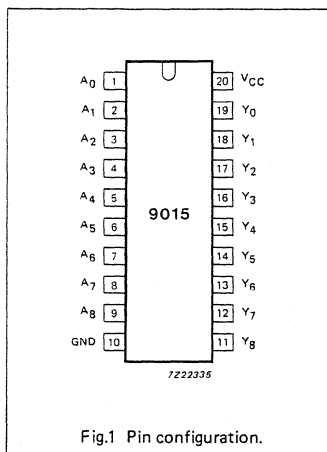 A0 1 20 VCC
A1 2 19 Y0
A2 3 18 Y1
A3 4 17 Y2
A4 5 16 Y3
9015
A5 6 15 Y4
A6 7 14 Y5
A7 8 13 Y6
A8 9 12 Y7
GND 10 11 Y8
7Z22335
Fig.1 Pin configuration.